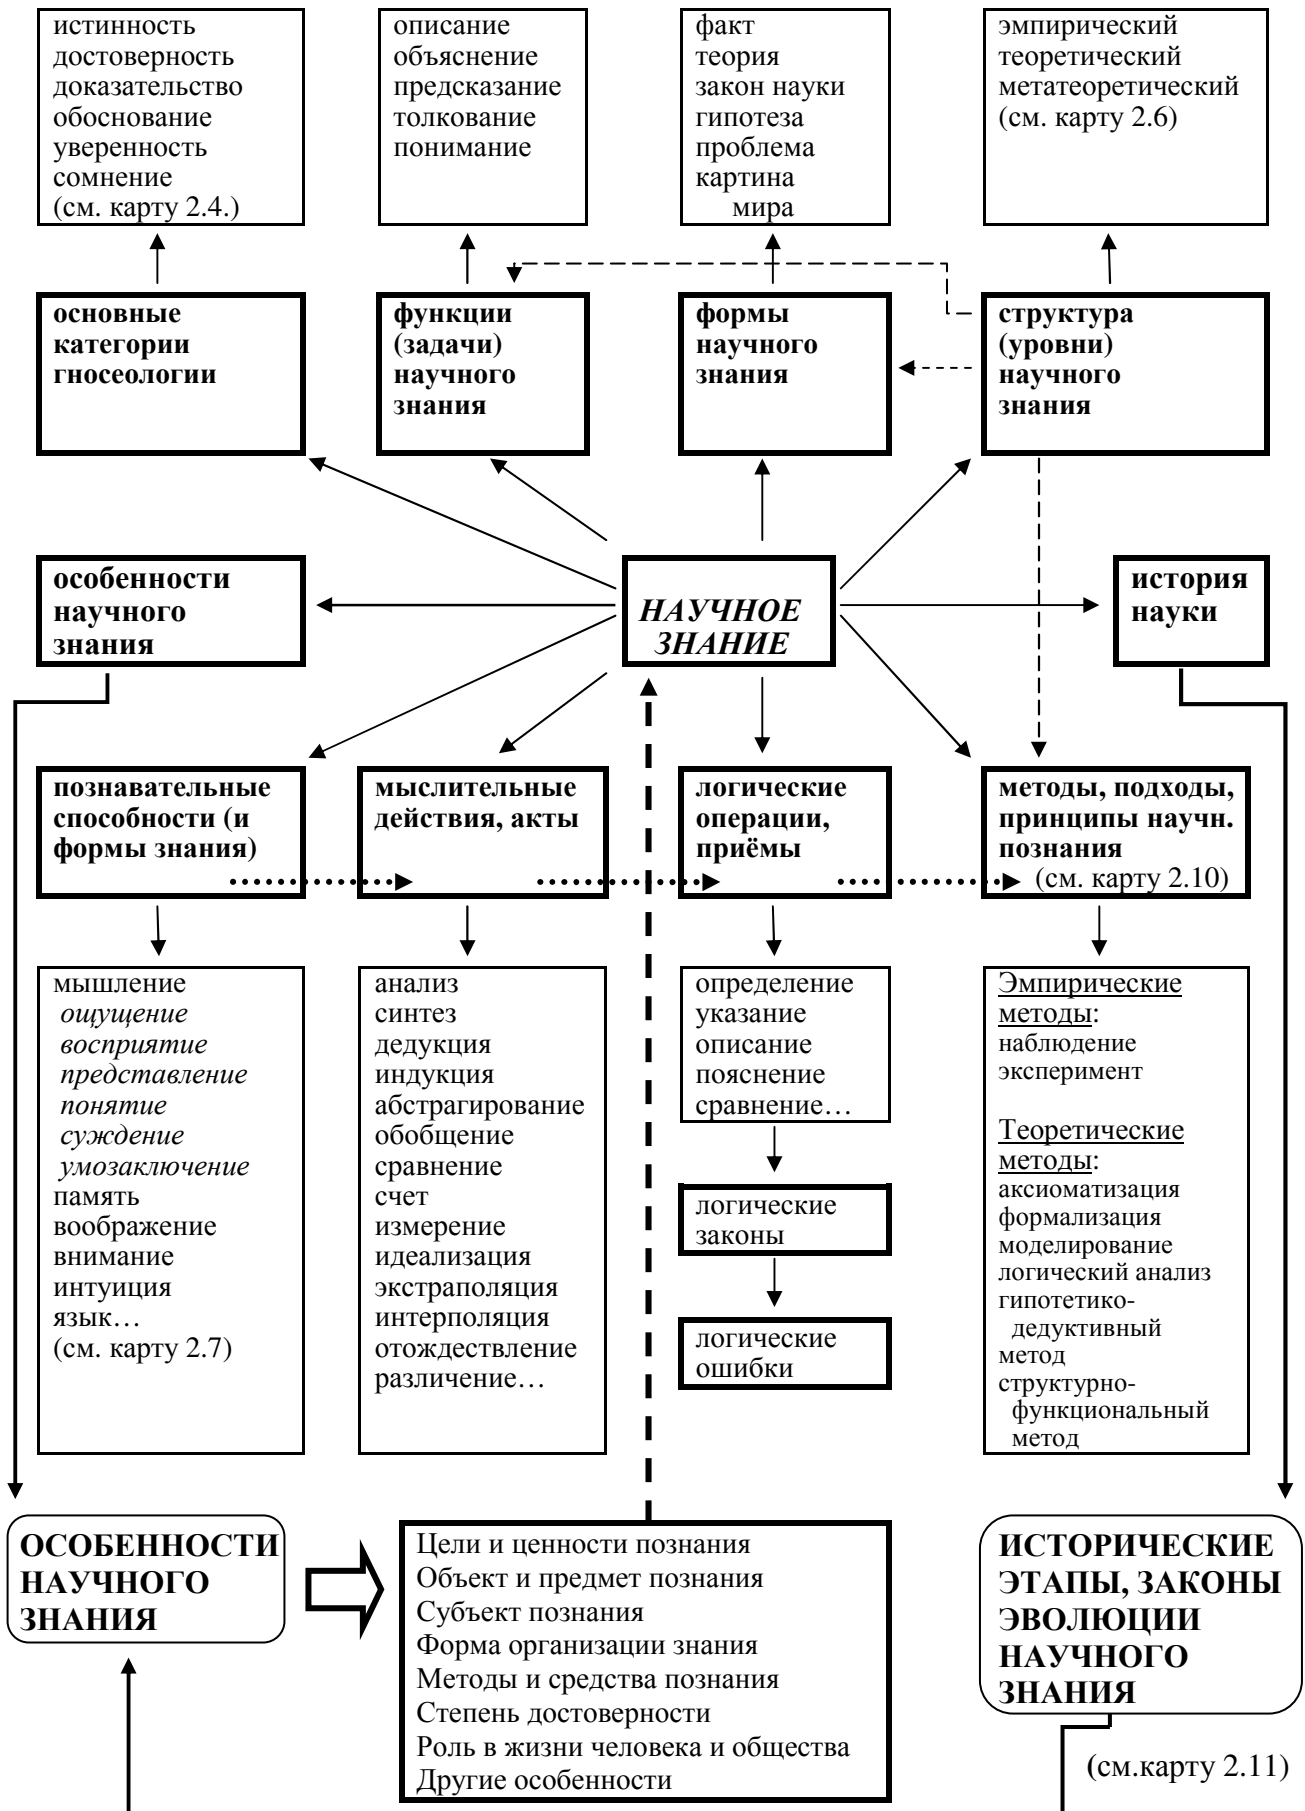 истинность
достоверность
доказательство
обоснование
уверенность
сомнение
(см. карту 2.4.)
описание
объяснение
предсказание
толкование
понимание
факт
теория
закон науки
гипотеза
проблема
картина
мира
эмпирический
теоретический
метатеоретический
(см. карту 2.6)
основные
категории
гносеологии
функции
(задачи)
научного
знания
формы
научного
знания
структура
(уровни)
научного
знания
особенности
научного
знания
НАУЧНОЕ
ЗНАНИЕ
история
науки
познавательные
способности (и
формы знания)
мыслительные
действия, акты
логические
операции,
приёмы
методы, подходы,
принципы научн.
познания
(см. карту 2.10)
мышление
ощущение
восприятие
представление
понятие
суждение
умозаключение
память
воображение
внимание
интуиция
язык…
(см. карту 2.7)
анализ
синтез
дедукция
индукция
абстрагирование
обобщение
сравнение
счет
измерение
идеализация
экстраполяция
интерполяция
отождествление
различение…
определение
указание
описание
пояснение
сравнение…
логические
законы
логические
ошибки
Эмпирические
методы:
наблюдение
эксперимент
Теоретические
методы:
аксиоматизация
формализация
моделирование
логический анализ
гипотетико-
дедуктивный
метод
структурно-
функциональный
метод
ОСОБЕННОСТИ
НАУЧНОГО
ЗНАНИЯ
Цели и ценности познания
Объект и предмет познания
Субъект познания
Форма организации знания
Методы и средства познания
Степень достоверности
Роль в жизни человека и общества
Другие особенности
ИСТОРИЧЕСКИЕ
ЭТАПЫ, ЗАКОНЫ
ЭВОЛЮЦИИ
НАУЧНОГО
ЗНАНИЯ
(см.карту 2.11)